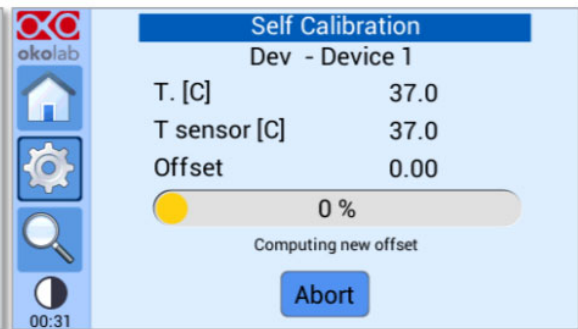 Self Calibration
okolab
Dev - Device 1
T. [C] 37.0
T sensor [C] 37.0
Offset 0.00
0 %
Computing new offset
Abort
00:31